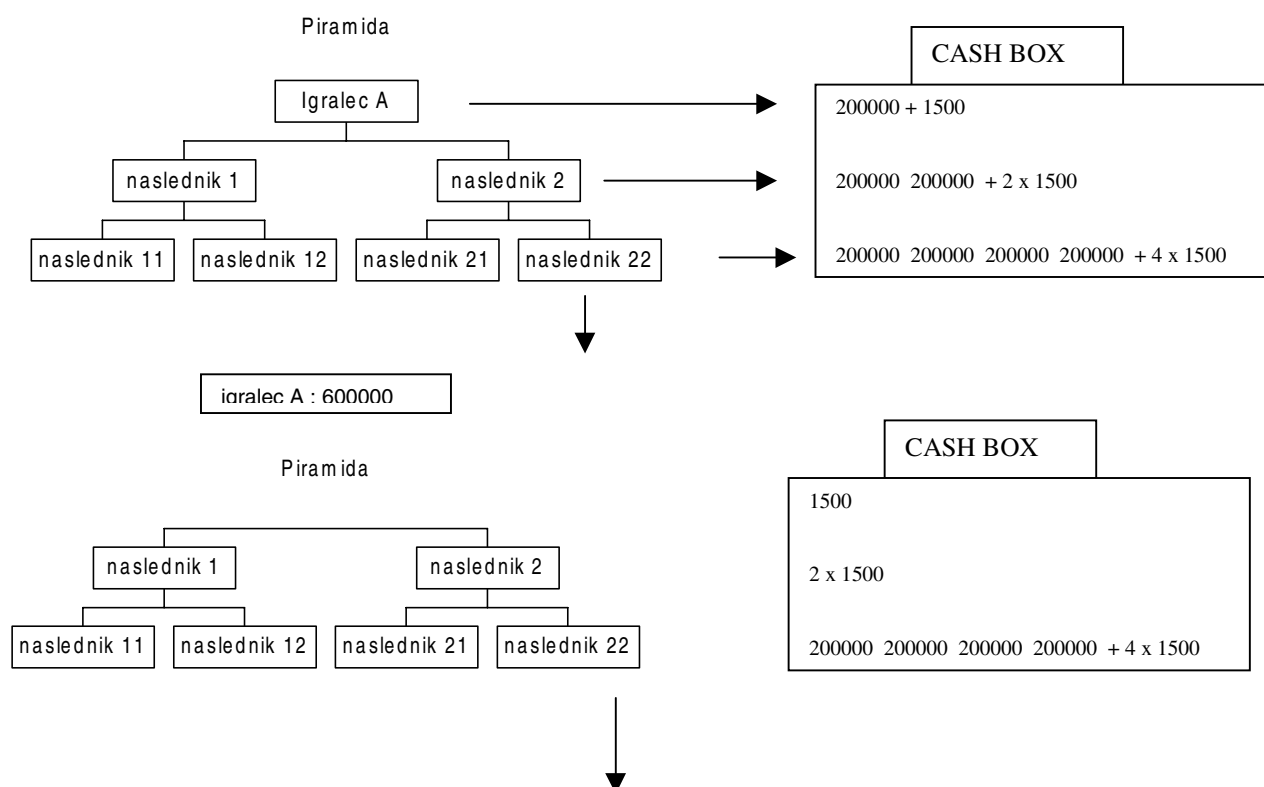 Piramida
CASH BOX
Igralec A
200000 + 1500
naslednik 1
naslednik 2
200000 200000 + 2 x 1500
naslednik 11
naslednik 12
naslednik 21
naslednik 22
200000 200000 200000 200000 + 4 x 1500
igralec A : 600000
Piramida
CASH BOX
1500
naslednik 1
naslednik 2
2 x 1500
naslednik 11
naslednik 12
naslednik 21
naslednik 22
200000 200000 200000 200000 + 4 x 1500